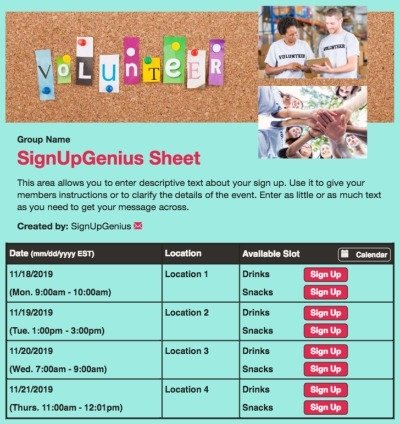 VOLUNTEER
VOLUNTEER
VOLUNTEER
Group Name
SignUpGenius Sheet
This area allows you to enter descriptive text about your sign up. Use it to give your
members instructions or to clarify the details of the event. Enter as little or as much text
as you need to get your message across.
Created by: SignUpGenius
Date (mm/dd/yyyy EST) Location Available Slot Calendar
11/18/2019 Location 1 Drinks Sign Up
(Mon. 9:00am - 10:00am) Snacks Sign Up
11/19/2019 Location 2 Drinks Sign Up
(Tue. 1:00pm - 3:00pm) Snacks Sign Up
11/20/2019 Location 3 Drinks Sign Up
(Wed. 7:00am - 9:00am) Snacks Sign Up
11/21/2019 Location 4 Drinks Sign Up
(Thurs. 11:00am - 12:01pm) Snacks Sign Up